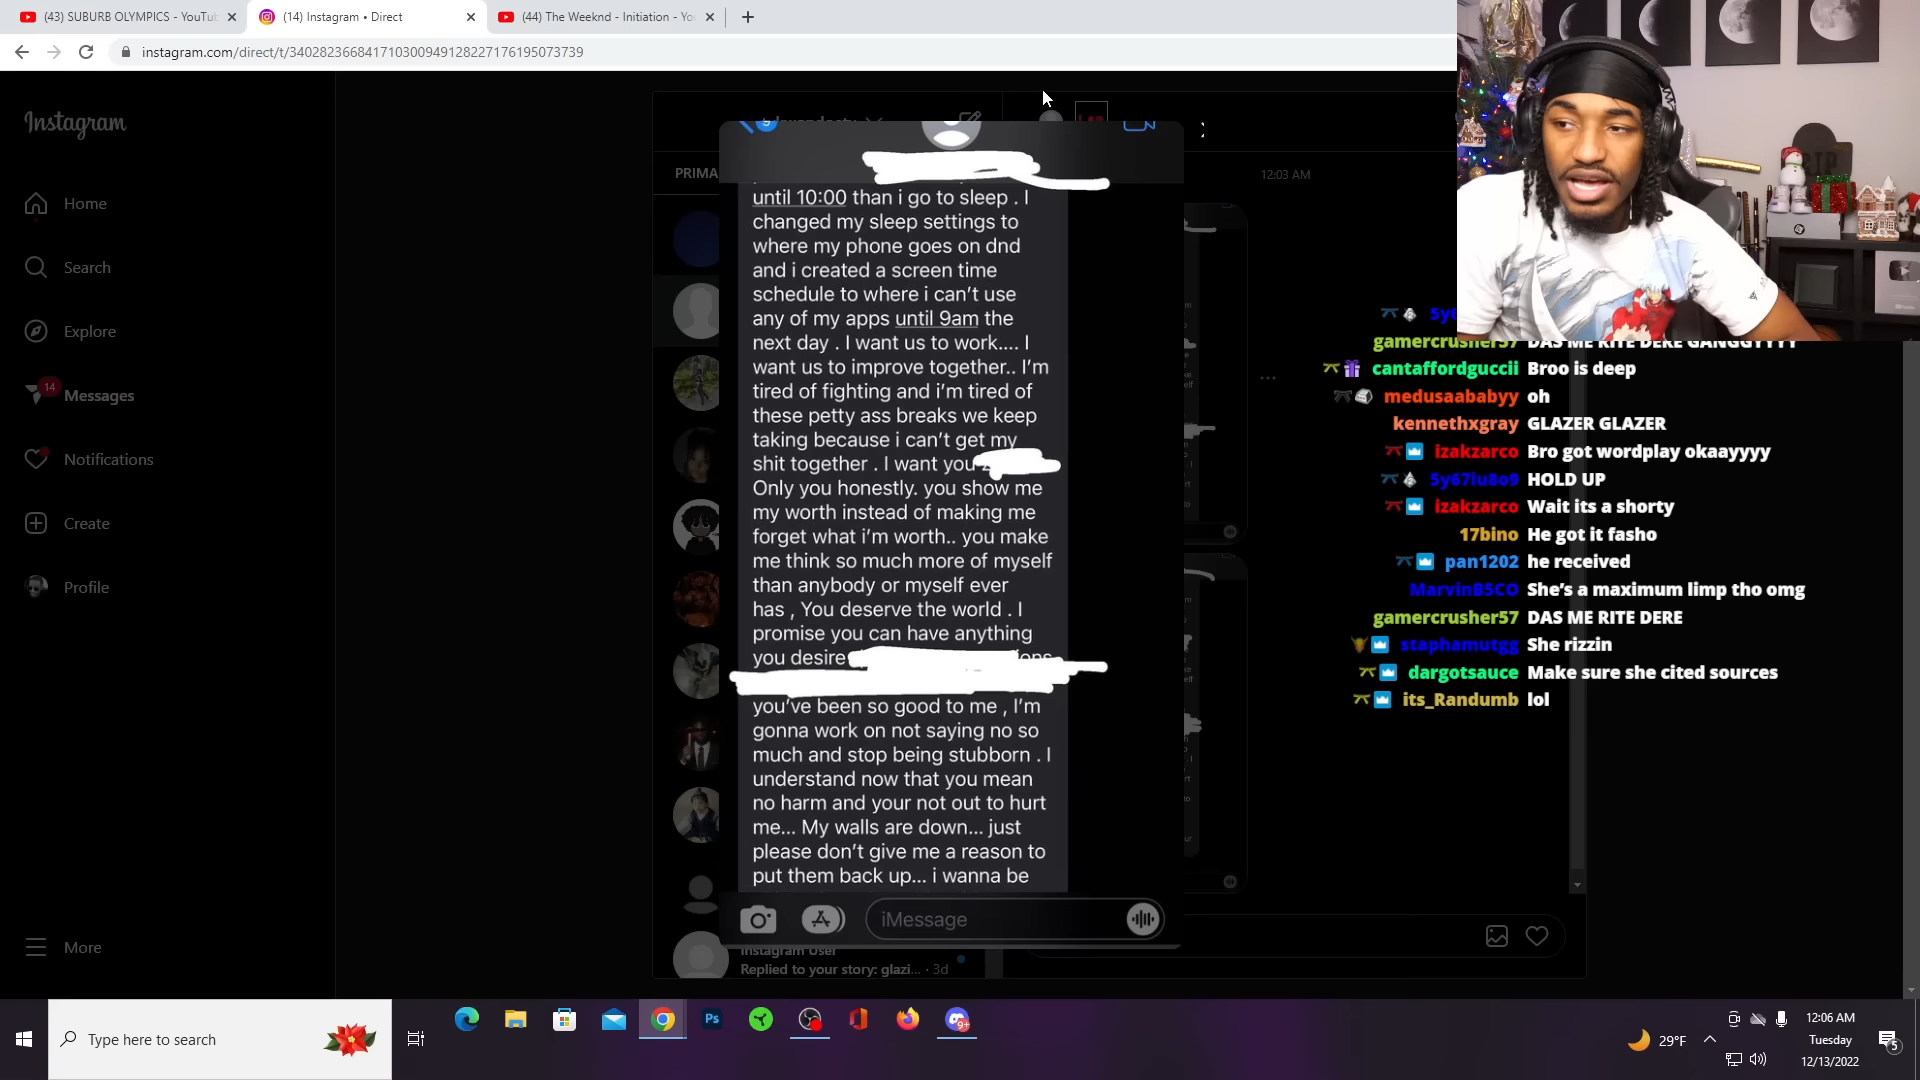 (43) SUBURB OLYMPICS - YouTub
(14) Instagram • Direct
(44) The Weeknd - Initiation - Yo
instagram.com/direct/t/340282366841710300949128227176195073739
Instagram
Home
Search
Explore
14
Messages
Notifications
Create
Profile
More
PRIMA
12:03 AM
until 10:00 than i go to sleep . I
changed my sleep settings to
where my phone goes on dnd
and i created a screen time
schedule to where i can't use
any of my apps until 9am the
next day . I want us to work.... I
want us to improve together.. I'm
tired of fighting and i'm tired of
these petty ass breaks we keep
taking because i can't get my
shit together . I want you
Only you honestly. you show me
my worth instead of making me
forget what i'm worth.. you make
me think so much more of myself
than anybody or myself ever
has , You deserve the world . I
promise you can have anything
you desire
you've been so good to me , I'm
gonna work on not saying no so
much and stop being stubborn . I
understand now that you mean
no harm and your not out to hurt
me... My walls are down... just
please don't give me a reason to
put them back up... i wanna be
iMessage
Instagram User
Replied to your story: glazi... · 3d
gamercrusher57 DAS ME RITE DERE GANGGYYYY
cantaffordguccii Broo is deep
medusaababyy oh
kennethxgray GLAZER GLAZER
izakzarco Bro got wordplay okaayyyy
5y67iu8o9 HOLD UP
izakzarco Wait its a shorty
17bino He got it fasho
pan1202 he received
MarvinB5CO She's a maximum limp tho omg
gamercrusher57 DAS ME RITE DERE
staphamutgg She rizzin
dargotsauce Make sure she cited sources
its_Randumb lol
Type here to search
Ps
9+
29°F
12:06 AM
Tuesday
12/13/2022
5